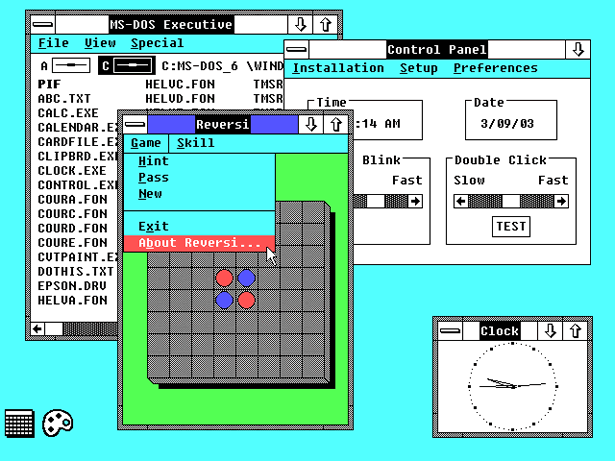 MS-DOS Executive
File View Special
A C C:MS-DOS_6 \WIND
PIF HELVC.FON TMSR
ABC.TXT HELVD.FON TMSR
CALC.EXE
CALENDAR.E
CARDFILE.E
CLIPBRD.EX
CLOCK.EXE
CONTROL.EX
COURA.FON
COURC.FON
COURD.FON
COURE.FON
CVTPAINT.E
DOTHIS.TXT
EPSON.DRV
HELVA.FON
Control Panel
Installation Setup Preferences
Time
:14 AM
Date
3/09/03
Blink
Fast
Double Click
Slow Fast
TEST
Reversi
Game Skill
Hint
Pass
New
Exit
About Reversi...
Clock